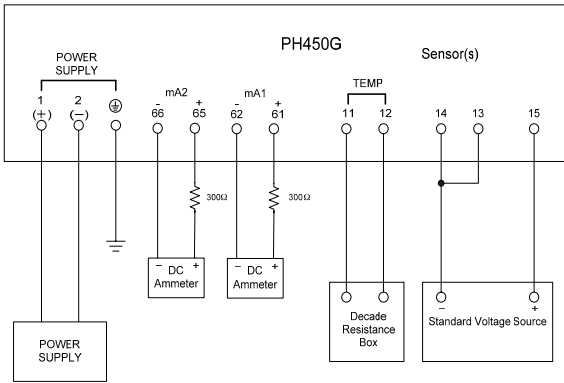 PH450G
Sensor(s)
POWER
SUPPLY
mA2
mA1
TEMP
1
2
(+)
(−)
-
+
-
+
66
65
62
61
11
12
14
13
15
300Ω
300Ω
− +
DC
Ammeter
− +
DC
Ammeter
Decade
Resistance
Box
− +
Standard Voltage Source
POWER
SUPPLY